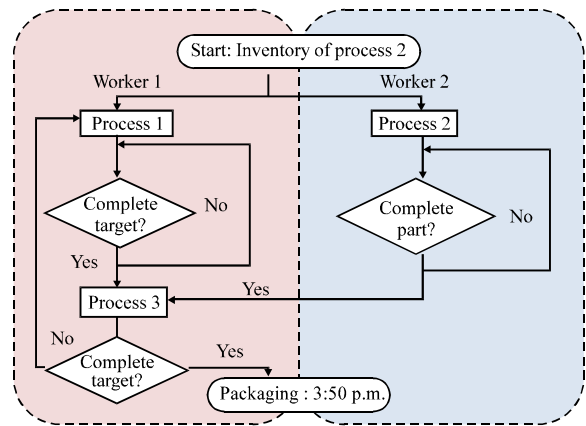 Start: Inventory of process 2
Worker 1
Worker 2
Process 1
Process 2
Complete
target?
No
Complete
part?
No
Yes
Yes
Process 3
No
Complete
target?
Yes
Packaging : 3:50 p.m.